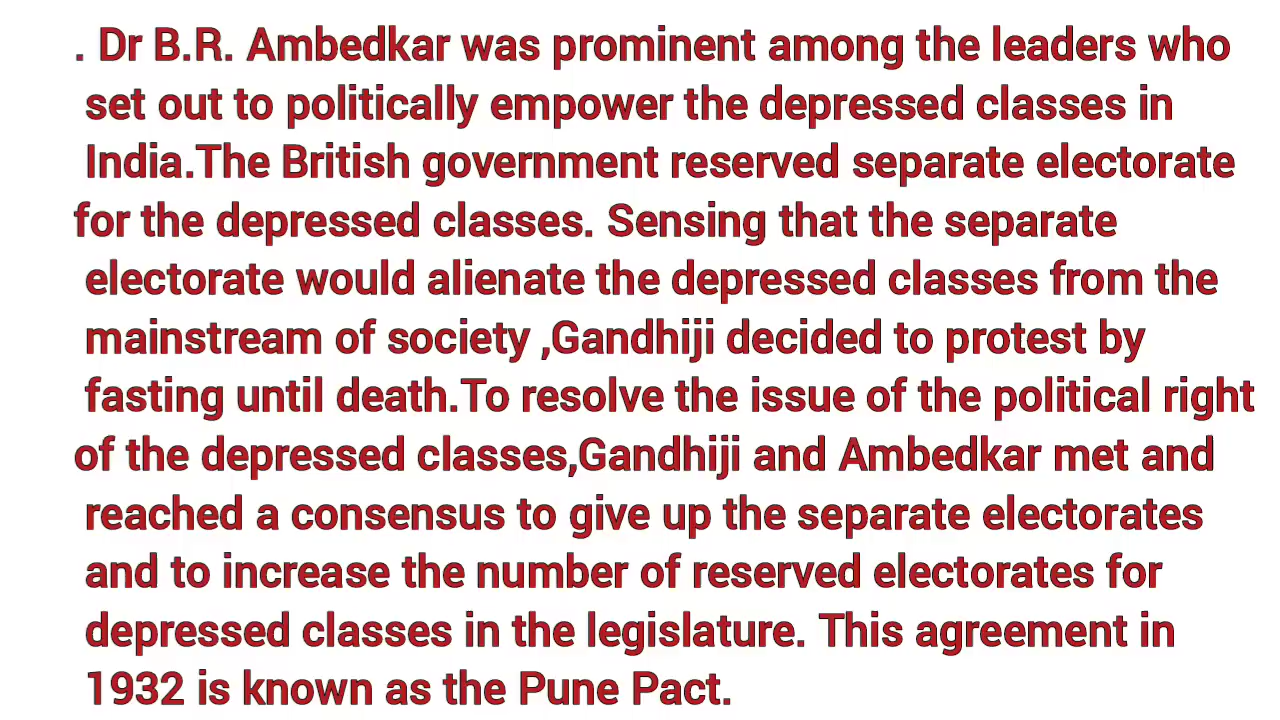 . Dr B.R. Ambedkar was prominent among the leaders who
set out to politically empower the depressed classes in
India.The British government reserved separate electorate
for the depressed classes. Sensing that the separate
electorate would alienate the depressed classes from the
mainstream of society ,Gandhiji decided to protest by
fasting until death.To resolve the issue of the political right
of the depressed classes,Gandhiji and Ambedkar met and
reached a consensus to give up the separate electorates
and to increase the number of reserved electorates for
depressed classes in the legislature. This agreement in
1932 is known as the Pune Pact.